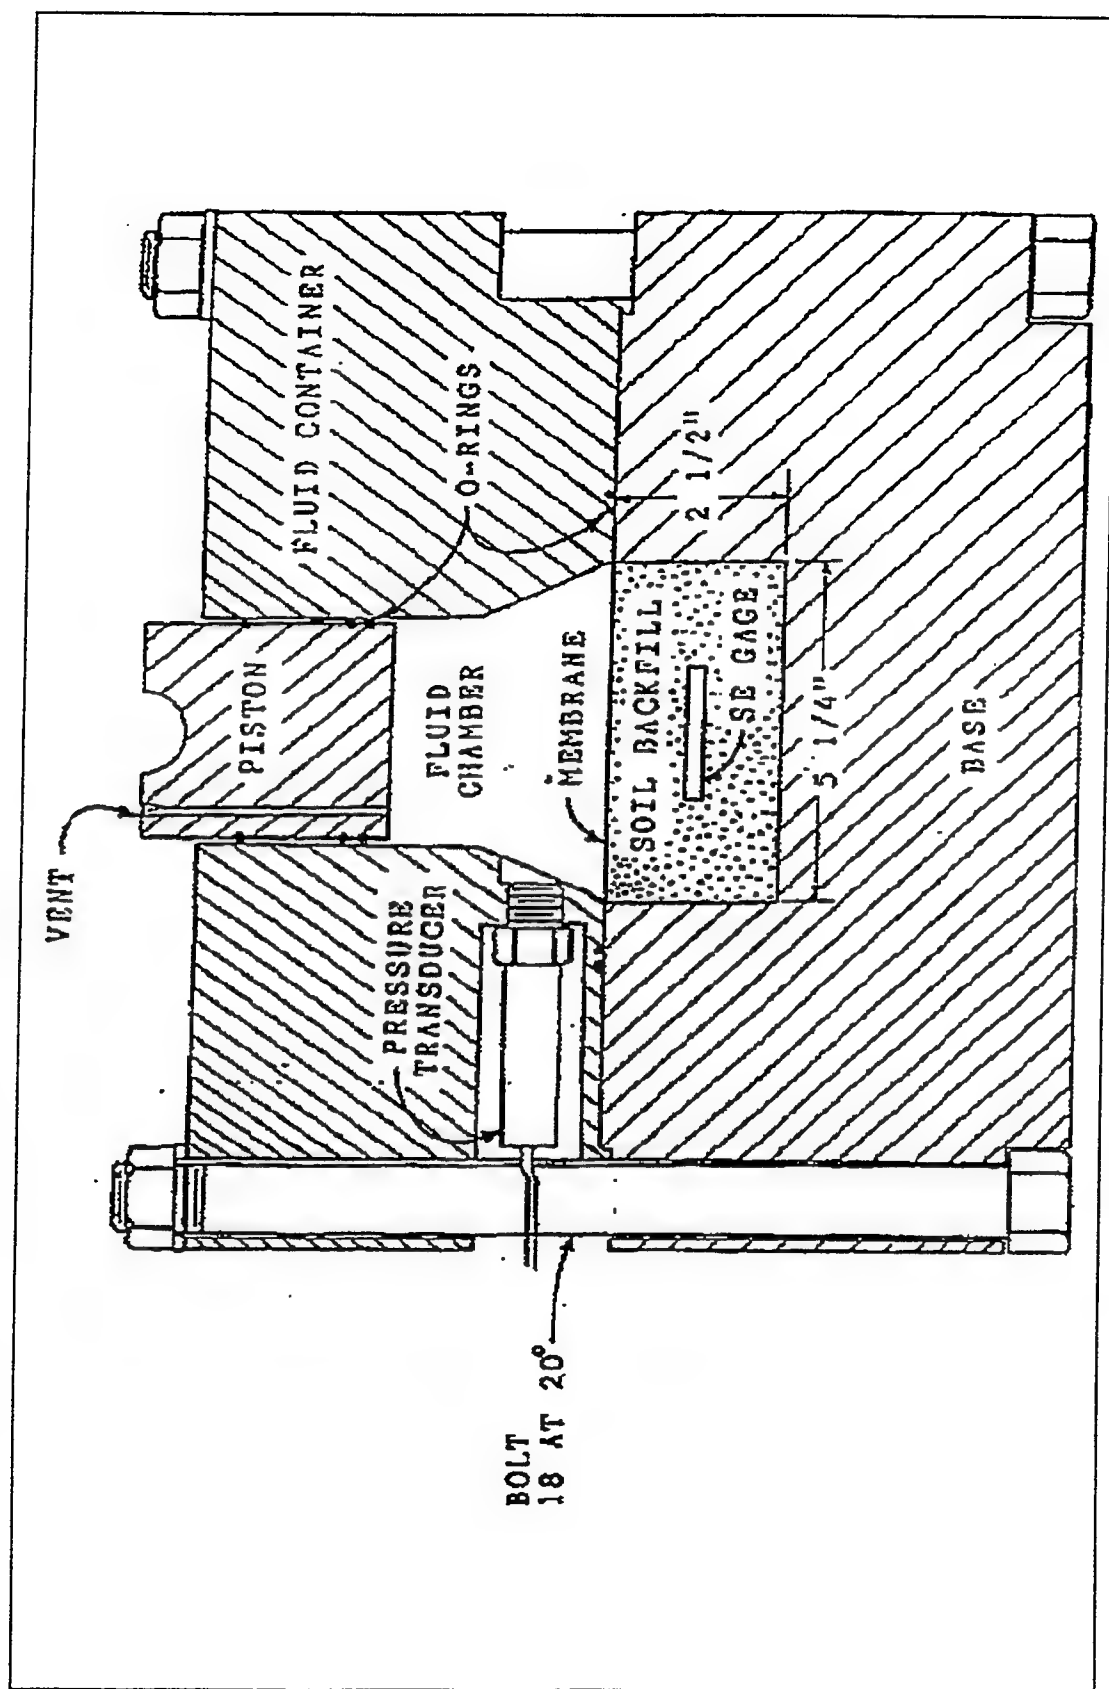 VENT
PISTON
FLUID CONTAINER
O-RINGS
FLUID
CHAMBER
PRESSURE
TRANSDUCER
MEMBRANE
SOIL BACKFILL
SE GAGE
2 1/2"
5 1/4"
BASE
BOLT
18 AT 20°